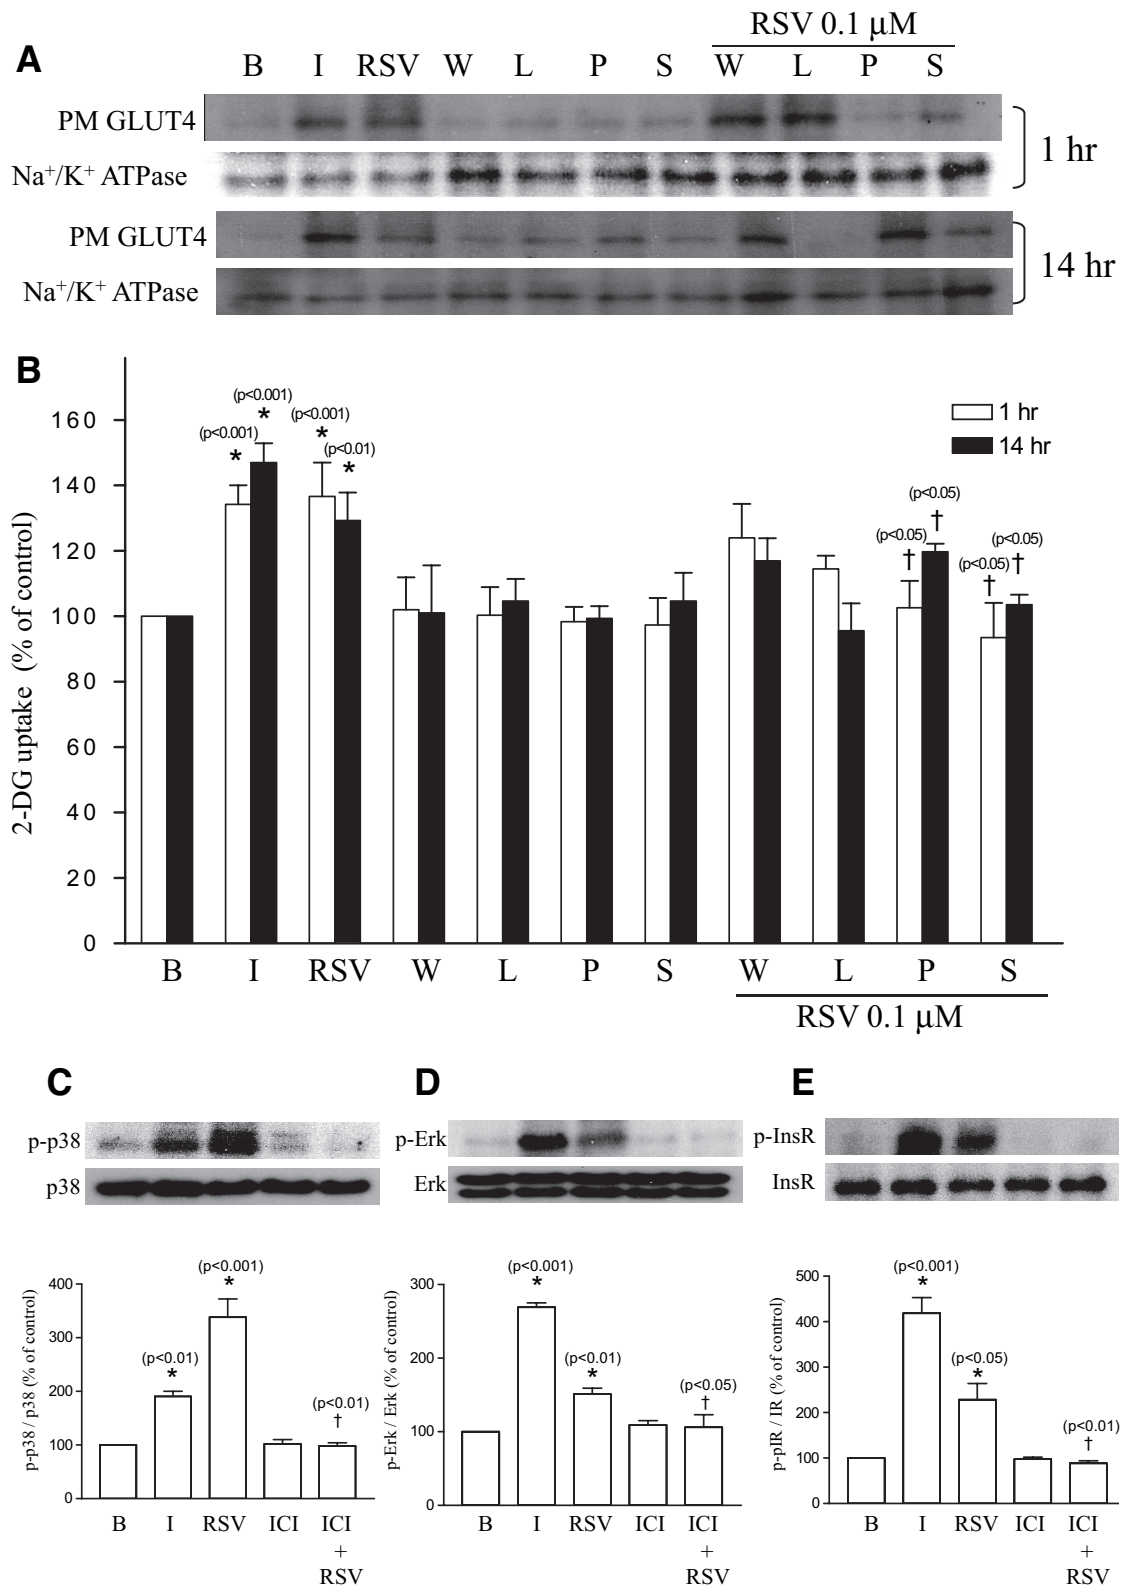 RSV 0.1 μM
A
B I RSV W L P S W L P S
PM GLUT4
Na+/K+ ATPase
1 hr
PM GLUT4
Na+/K+ ATPase
14 hr
B
2-DG uptake (% of control)
160
140
120
100
80
60
40
20
0
(p<0.001)
*
(p<0.001)
*
(p<0.001)
*
(p<0.01)
*
1 hr
14 hr
(p<0.05)
†
(p<0.05)
†
(p<0.05)
†
(p<0.05)
†
B I RSV W L P S W L P S
RSV 0.1 μM
C
p-p38
p38
p-p38 / p38 (% of control)
400
300
200
100
0
(p<0.01)
*
(p<0.001)
*
(p<0.01)
†
B I RSV ICI ICI
+
RSV
D
p-Erk
Erk
p-Erk / Erk (% of control)
300
200
100
0
(p<0.001)
*
(p<0.01)
*
(p<0.05)
†
B I RSV ICI ICI
+
RSV
E
p-InsR
InsR
p-pIR / IR (% of control)
500
400
300
200
100
0
(p<0.001)
*
(p<0.05)
*
(p<0.01)
†
B I RSV ICI ICI
+
RSV